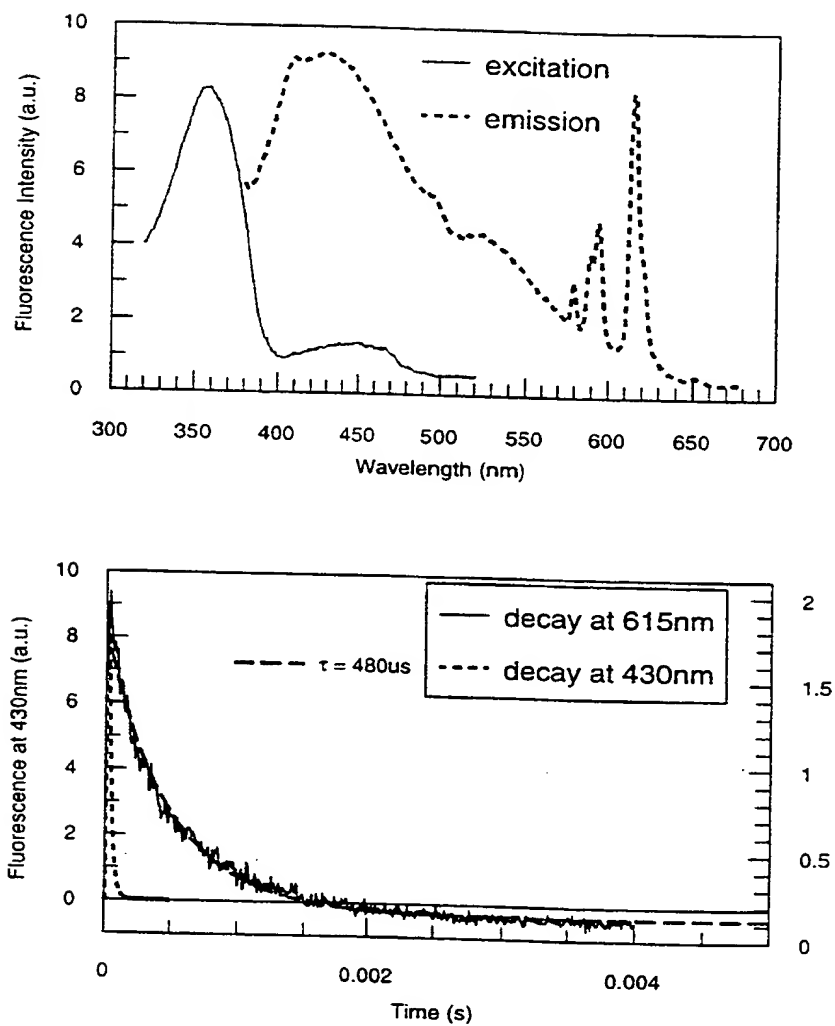 10
8
6
4
2
0
Fluorescence Intensity (a.u.)
excitation
emission
300 350 400 450 500 550 600 650 700
Wavelength (nm)
10
8
6
4
2
0
Fluorescence at 430nm (a.u.)
τ = 480us
decay at 615nm
decay at 430nm
2
1.5
1
0.5
0
0 0.002 0.004
Time (s)